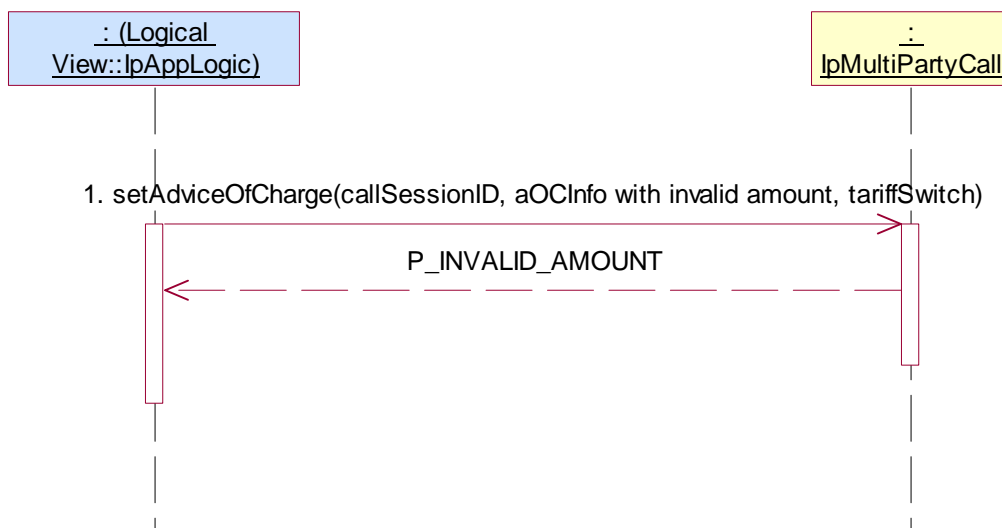 : (Logical
View::IpAppLogic)
:
IpMultiPartyCall
1. setAdviceOfCharge(callSessionID, aOCInfo with invalid amount, tariffSwitch)
P_INVALID_AMOUNT